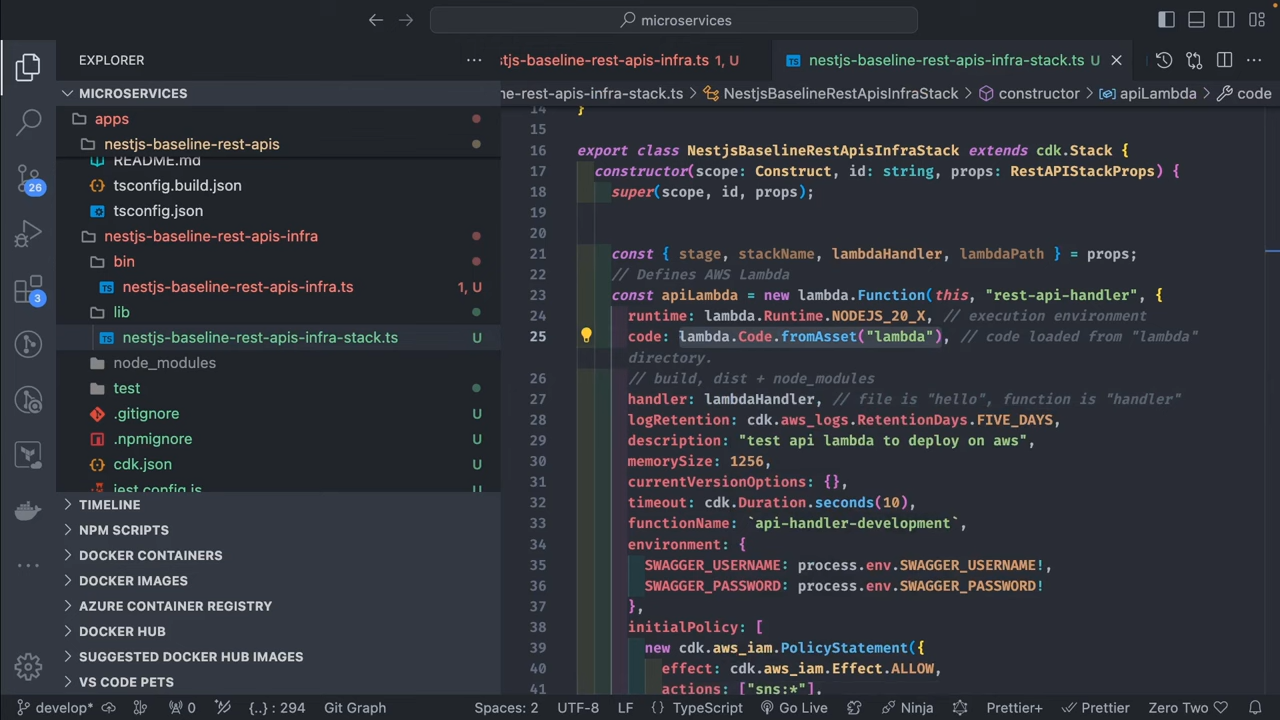 microservices
EXPLORER
MICROSERVICES
apps
nestjs-baseline-rest-apis
README.md
tsconfig.build.json
tsconfig.json
nestjs-baseline-rest-apis-infra
bin
nestjs-baseline-rest-apis-infra.ts 1, U
lib
nestjs-baseline-rest-apis-infra-stack.ts U
node_modules
test
.gitignore U
.npmignore U
cdk.json U
jest.config.js
TIMELINE
NPM SCRIPTS
DOCKER CONTAINERS
DOCKER IMAGES
AZURE CONTAINER REGISTRY
DOCKER HUB
SUGGESTED DOCKER HUB IMAGES
VS CODE PETS
26
3
stjs-baseline-rest-apis-infra.ts 1, U
TS nestjs-baseline-rest-apis-infra-stack.ts U
ne-rest-apis-infra-stack.ts > NestjsBaselineRestApisInfraStack > constructor > apiLambda > code
14 }
15
16 export class NestjsBaselineRestApisInfraStack extends cdk.Stack {
17 constructor(scope: Construct, id: string, props: RestAPIStackProps) {
18 super(scope, id, props);
19
20
21 const { stage, stackName, lambdaHandler, lambdaPath } = props;
22 // Defines AWS Lambda
23 const apiLambda = new lambda.Function(this, "rest-api-handler", {
24 runtime: lambda.Runtime.NODEJS_20_X, // execution environment
25 code: lambda.Code.fromAsset("lambda"), // code loaded from "lambda"
directory.
26 // build, dist + node_modules
27 handler: lambdaHandler, // file is "hello", function is "handler"
28 logRetention: cdk.aws_logs.RetentionDays.FIVE_DAYS,
29 description: "test api lambda to deploy on aws",
30 memorySize: 1256,
31 currentVersionOptions: {},
32 timeout: cdk.Duration.seconds(10),
33 functionName: `api-handler-development`,
34 environment: {
35 SWAGGER_USERNAME: process.env.SWAGGER_USERNAME!,
36 SWAGGER_PASSWORD: process.env.SWAGGER_PASSWORD!
37 },
38 initialPolicy: [
39 new cdk.aws_iam.PolicyStatement({
40 effect: cdk.aws_iam.Effect.ALLOW,
41 actions: ["sns:*"],
develop* 0 {..} : 294 Git Graph Spaces: 2 UTF-8 LF {} TypeScript Go Live Ninja Prettier+ Prettier Zero Two